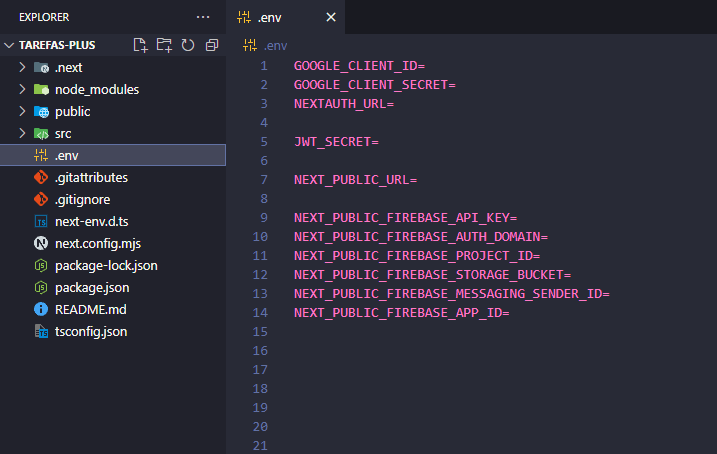 EXPLORER
TAREFAS-PLUS
.next
node_modules
public
src
.env
.gitattributes
.gitignore
next-env.d.ts
next.config.mjs
package-lock.json
package.json
README.md
tsconfig.json
.env
.env
1 GOOGLE_CLIENT_ID=
2 GOOGLE_CLIENT_SECRET=
3 NEXTAUTH_URL=
4
5 JWT_SECRET=
6
7 NEXT_PUBLIC_URL=
8
9 NEXT_PUBLIC_FIREBASE_API_KEY=
10 NEXT_PUBLIC_FIREBASE_AUTH_DOMAIN=
11 NEXT_PUBLIC_FIREBASE_PROJECT_ID=
12 NEXT_PUBLIC_FIREBASE_STORAGE_BUCKET=
13 NEXT_PUBLIC_FIREBASE_MESSAGING_SENDER_ID=
14 NEXT_PUBLIC_FIREBASE_APP_ID=
15
16
17
18
19
20
21